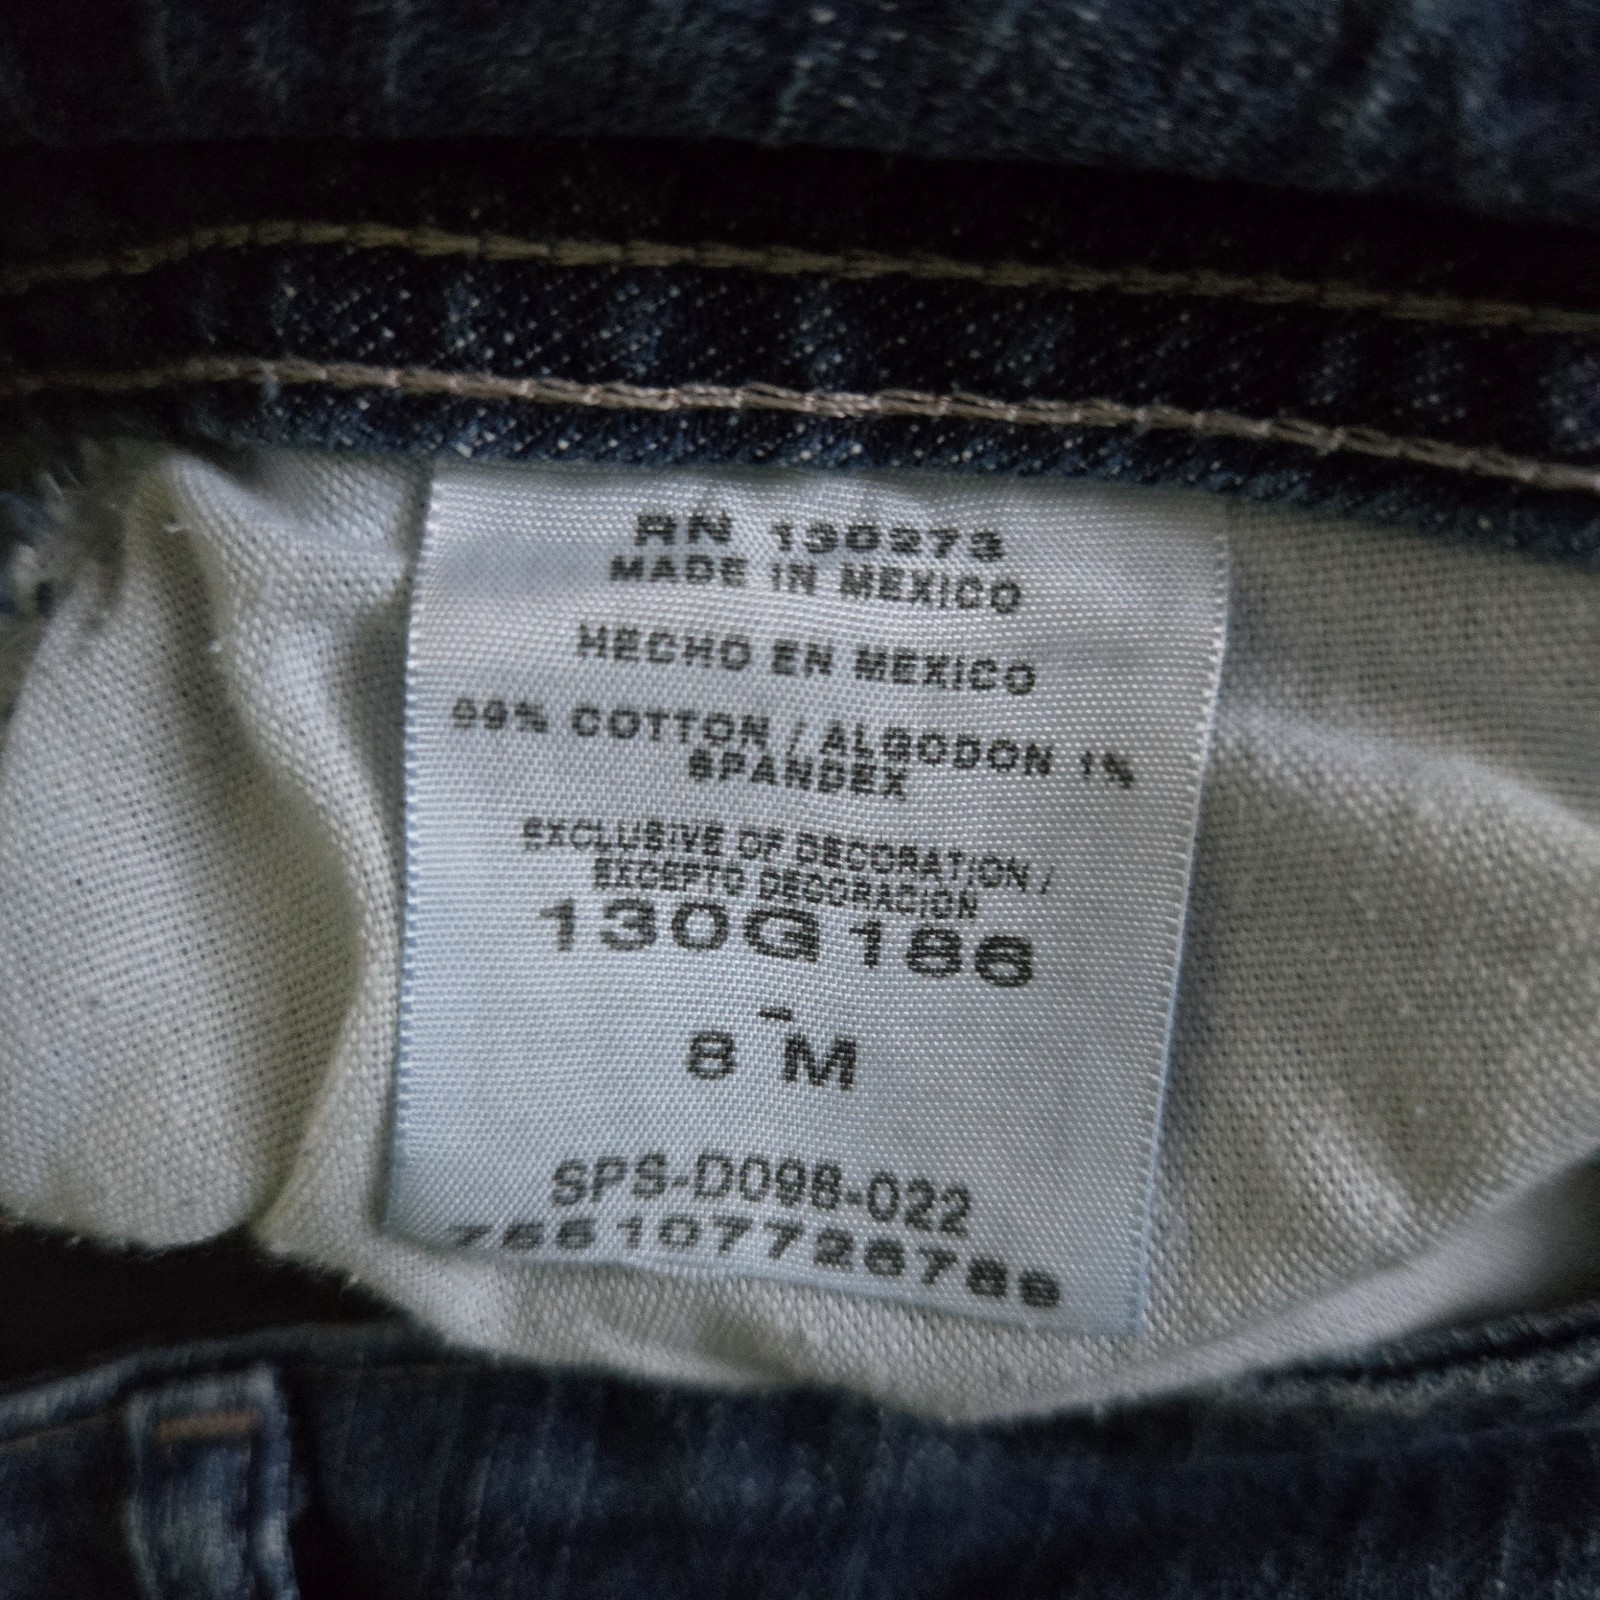 RN 130273
MADE IN MEXICO
HECHO EN MEXICO
99% COTTON / ALGODON 1%
SPANDEX
EXCLUSIVE OF DECORATION /
EXCEPTO DECORACION
130G186
-
8 M
SPS-D098-022
7661077726789